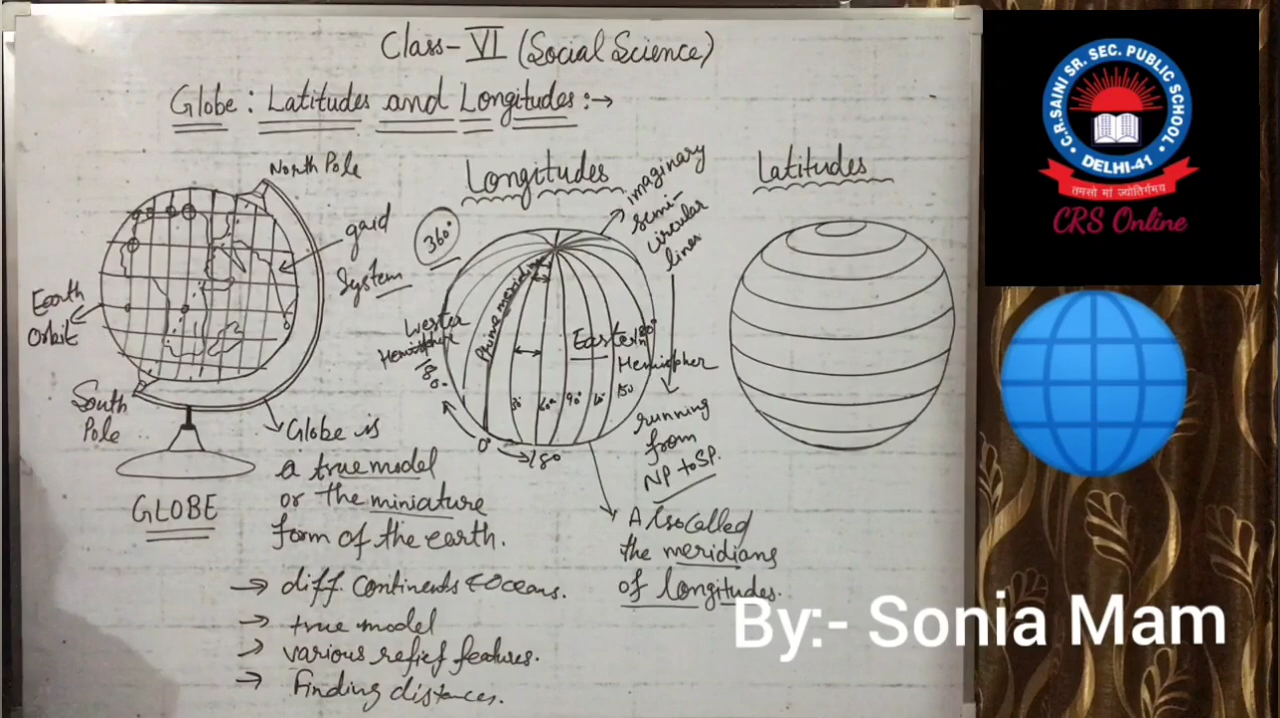 Class-VI (Social Science)
Globe: Latitudes and Longitudes:→
North Pole
gaid
System
Earth
Orbit
South
Pole
GLOBE
Globe is
a true model
or the miniature
form of the earth.
→ diff. continents & Oceans.
→ true model
→ various relief features.
→ Finding distances.
Longitudes
360°
imaginary
semi-
circular
lines
Prime meridian
Wester
Hemisphere
180°
Eastern
180°
Hemispher
30
60°
90
150
0°
→180
running
from
NP to SP.
Also called
the meridians
of longitudes.
Latitudes
C.R.SAINI SR. SEC. PUBLIC SCHOOL
DELHI-41
तमसो मां ज्योतिर्गमय
CRS Online
By:- Sonia Mam